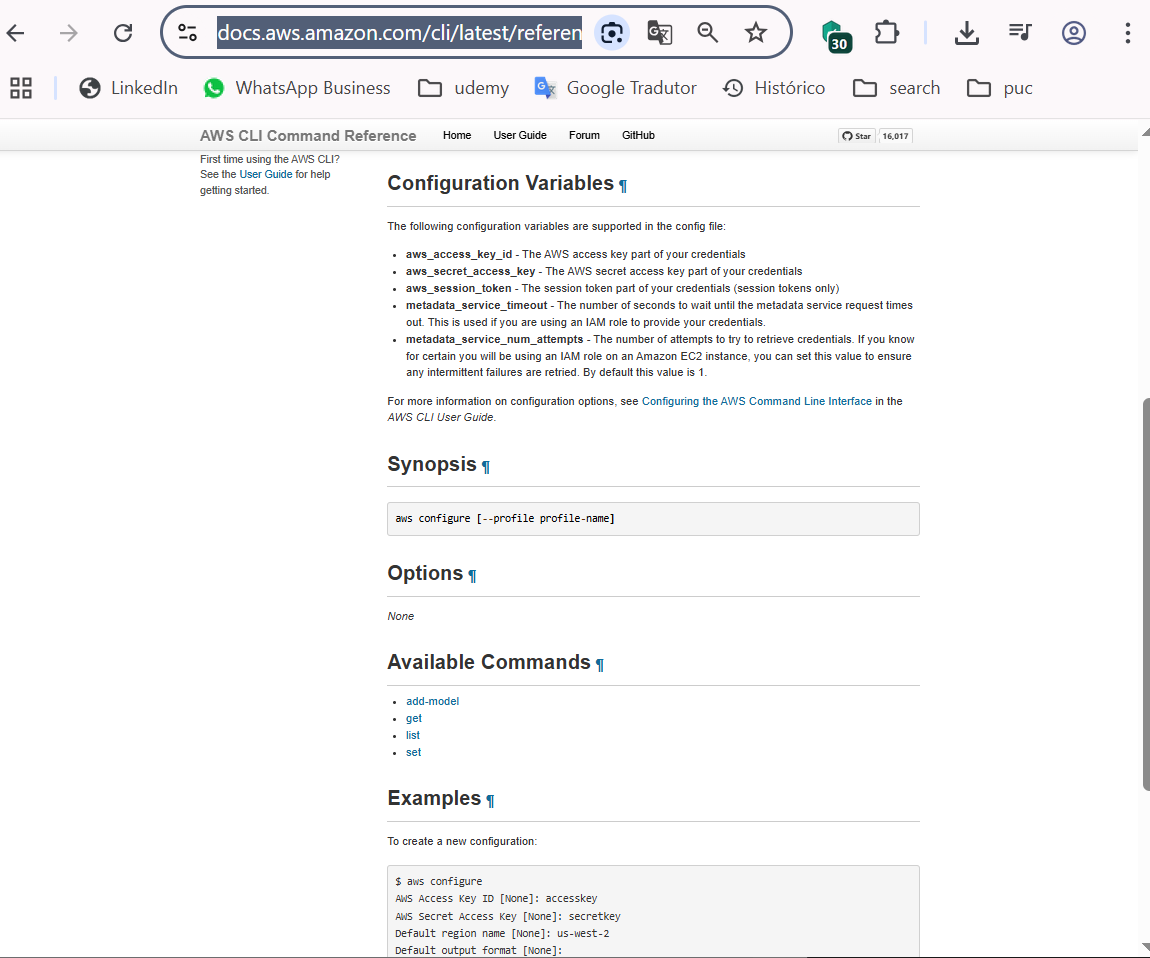 docs.aws.amazon.com/cli/latest/referen
30
LinkedIn
WhatsApp Business
udemy
Google Tradutor
Histórico
search
puc
AWS CLI Command Reference
Home
User Guide
Forum
GitHub
Star
16,017
First time using the AWS CLI?
See the User Guide for help
getting started.
Configuration Variables ¶
The following configuration variables are supported in the config file:
• aws_access_key_id - The AWS access key part of your credentials
• aws_secret_access_key - The AWS secret access key part of your credentials
• aws_session_token - The session token part of your credentials (session tokens only)
• metadata_service_timeout - The number of seconds to wait until the metadata service request times
out. This is used if you are using an IAM role to provide your credentials.
• metadata_service_num_attempts - The number of attempts to try to retrieve credentials. If you know
for certain you will be using an IAM role on an Amazon EC2 instance, you can set this value to ensure
any intermittent failures are retried. By default this value is 1.
For more information on configuration options, see Configuring the AWS Command Line Interface in the
AWS CLI User Guide.
Synopsis ¶
aws configure [--profile profile-name]
Options ¶
None
Available Commands ¶
• add-model
• get
• list
• set
Examples ¶
To create a new configuration:
$ aws configure
AWS Access Key ID [None]: accesskey
AWS Secret Access Key [None]: secretkey
Default region name [None]: us-west-2
Default output format [None]: